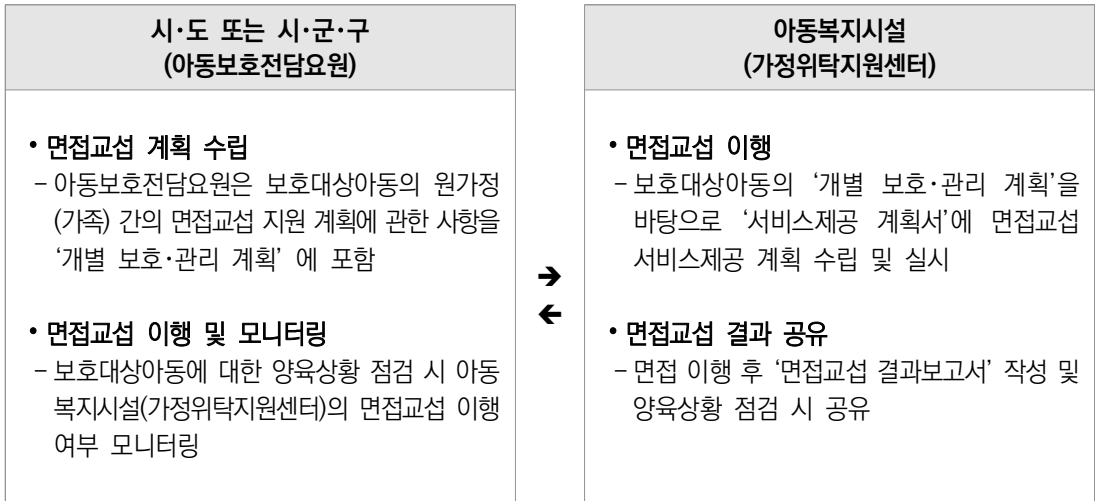 시·도 또는 시·군·구
(아동보호전담요원)
• 면접교섭 계획 수립
– 아동보호전담요원은 보호대상아동의 원가정
(가족) 간의 면접교섭 지원 계획에 관한 사항을
‘개별 보호·관리 계획’ 에 포함
• 면접교섭 이행 및 모니터링
– 보호대상아동에 대한 양육상황 점검 시 아동
복지시설(가정위탁지원센터)의 면접교섭 이행
여부 모니터링
➔
←
아동복지시설
(가정위탁지원센터)
• 면접교섭 이행
– 보호대상아동의 ‘개별 보호·관리 계획’을
바탕으로 ‘서비스제공 계획서’에 면접교섭
서비스제공 계획 수립 및 실시
• 면접교섭 결과 공유
– 면접 이행 후 ‘면접교섭 결과보고서’ 작성 및
양육상황 점검 시 공유